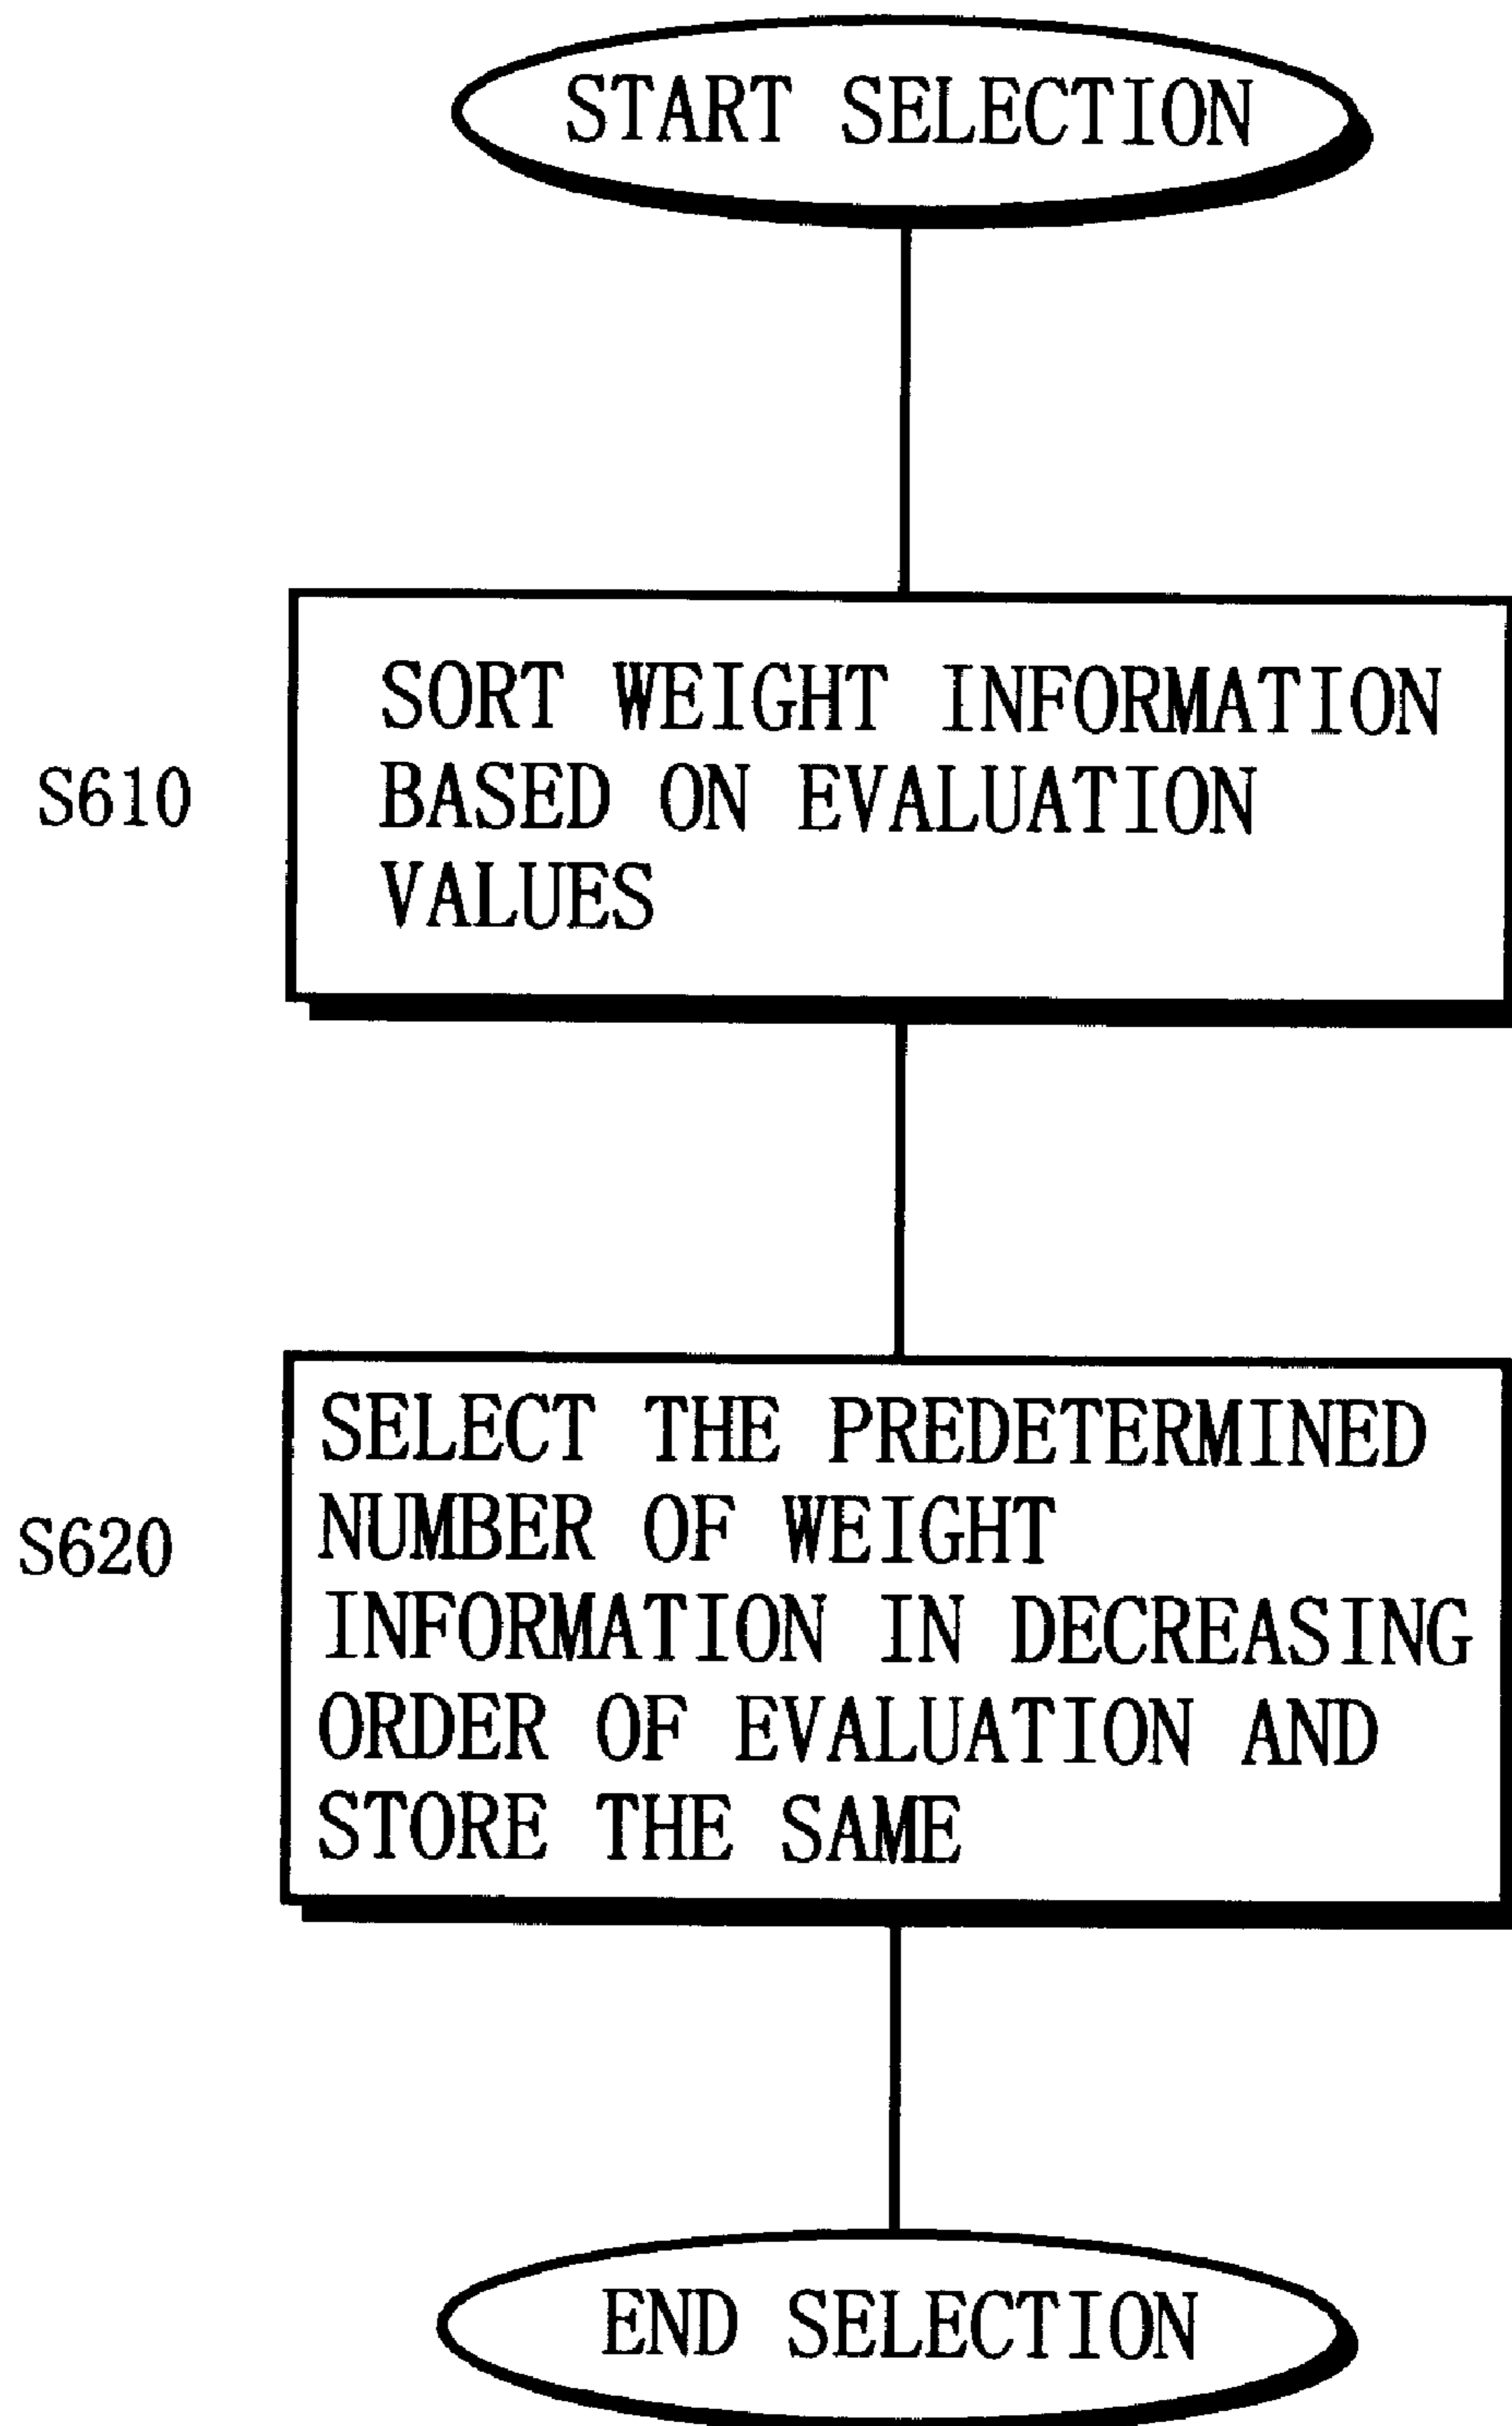 START SELECTION
S610
SORT WEIGHT INFORMATION
BASED ON EVALUATION
VALUES
S620
SELECT THE PREDETERMINED
NUMBER OF WEIGHT
INFORMATION IN DECREASING
ORDER OF EVALUATION AND
STORE THE SAME
END SELECTION